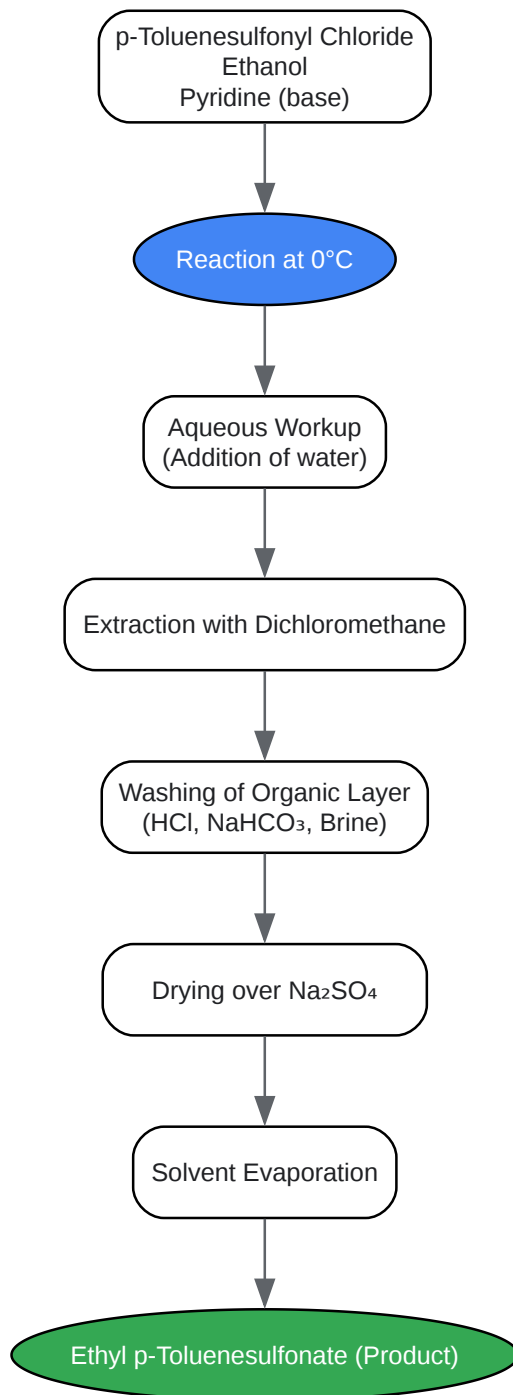 p-Toluenesulfonyl Chloride
Ethanol
Pyridine (base)
Reaction at 0°C
Aqueous Workup
(Addition of water)
Extraction with Dichloromethane
Washing of Organic Layer
(HCl, NaHCO₃, Brine)
Drying over Na₂SO₄
Solvent Evaporation
Ethyl p-Toluenesulfonate (Product)